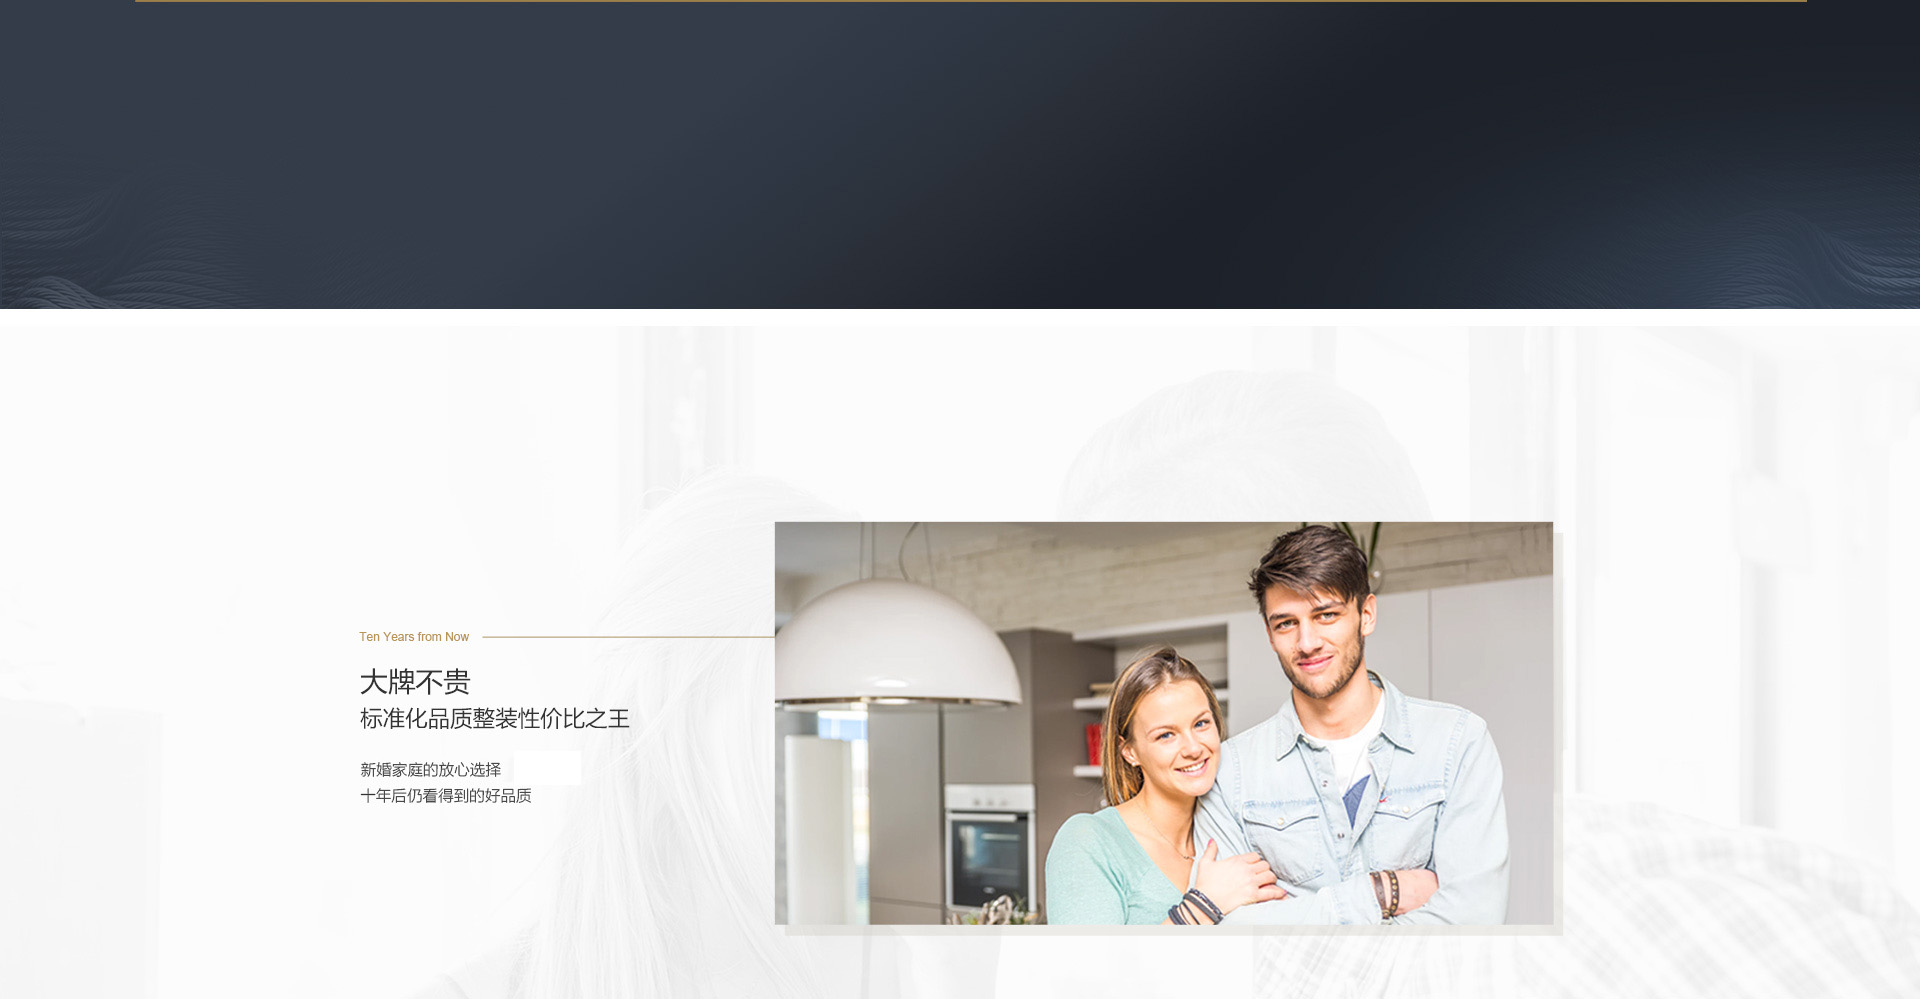 Ten Years from Now
大牌不贵
标准化品质整装性价比之王
新婚家庭的放心选择
十年后仍看得到的好品质